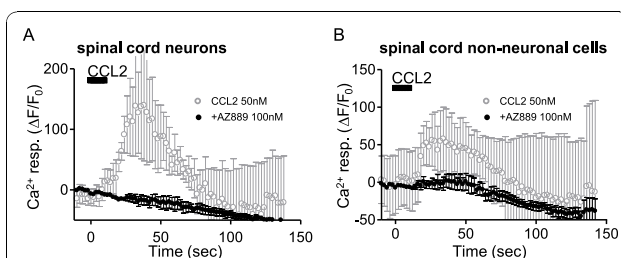 A
spinal cord neurons
CCL2
CCL2 50nM
+AZ889 100nM
Ca²⁺ resp. (ΔF/F₀)
200
100
0
0
50
100
150
Time (sec)
B
spinal cord non-neuronal cells
CCL2
CCL2 50nM
+AZ889 100nM
Ca²⁺ resp. (ΔF/F₀)
150
100
50
0
-50
0
50
100
150
Time (sec)